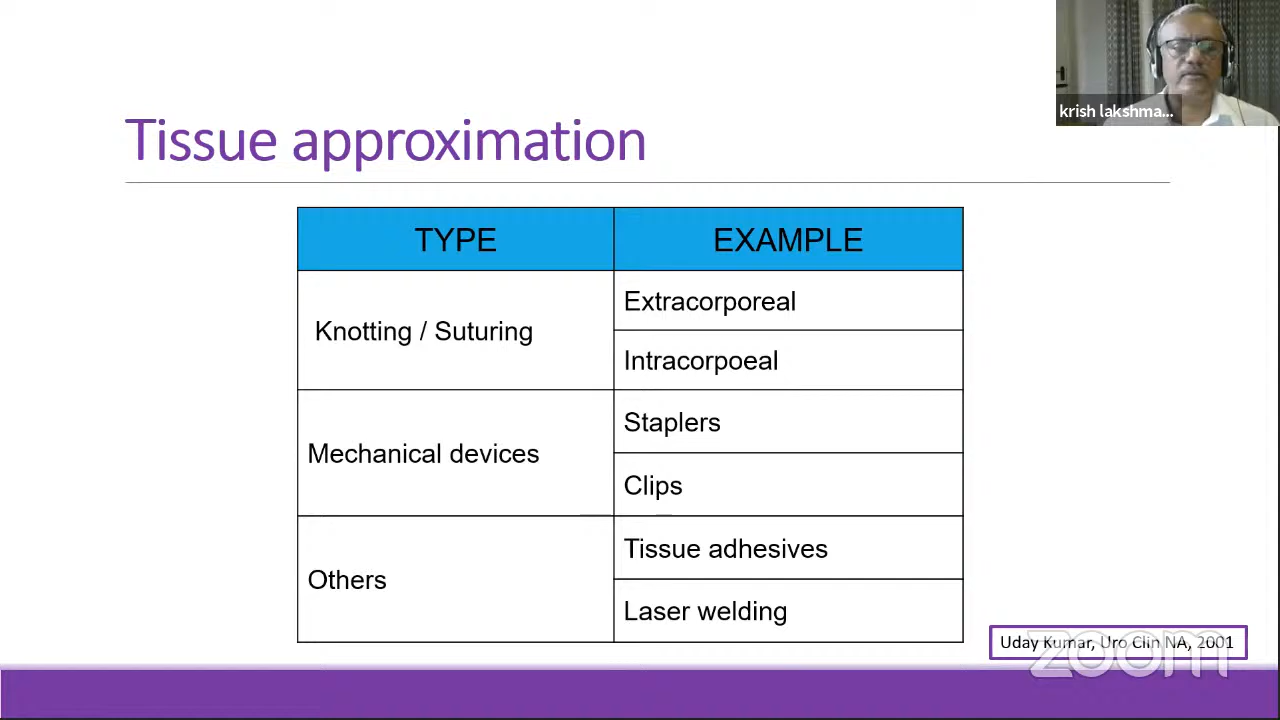 krish lakshma...
Tissue approximation
TYPE EXAMPLE
Knotting / Suturing
Extracorporeal
Intracorpoeal
Mechanical devices
Staplers
Clips
Others
Tissue adhesives
Laser welding
Uday Kumar, Uro Clin NA, 2001
zoom